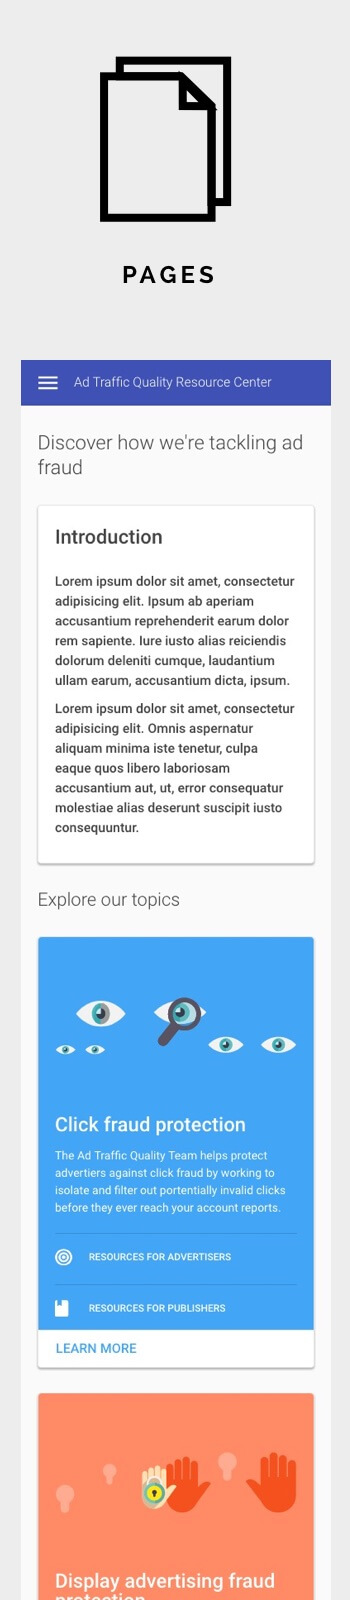 PAGES
Ad Traffic Quality Resource Center
Discover how we're tackling ad
fraud
Introduction
Lorem ipsum dolor sit amet, consectetur
adipisicing elit. Ipsum ab aperiam
accusantium reprehenderit earum dolor
rem sapiente. Iure iusto alias reiciendis
dolorum deleniti cumque, laudantium
ullam earum, accusantium dicta, ipsum.
Lorem ipsum dolor sit amet, consectetur
adipisicing elit. Omnis aspernatur
aliquam minima iste tenetur, culpa
eaque quos libero laboriosam
accusantium aut, ut, error consequatur
molestiae alias deserunt suscipit iusto
consequuntur.
Explore our topics
Click fraud protection
The Ad Traffic Quality Team helps protect
advertiers against click fraud by working to
isolate and filter out portentially invalid clicks
before they ever reach your account reports.
RESOURCES FOR ADVERTISERS
RESOURCES FOR PUBLISHERS
LEARN MORE
Display advertising fraud
protection